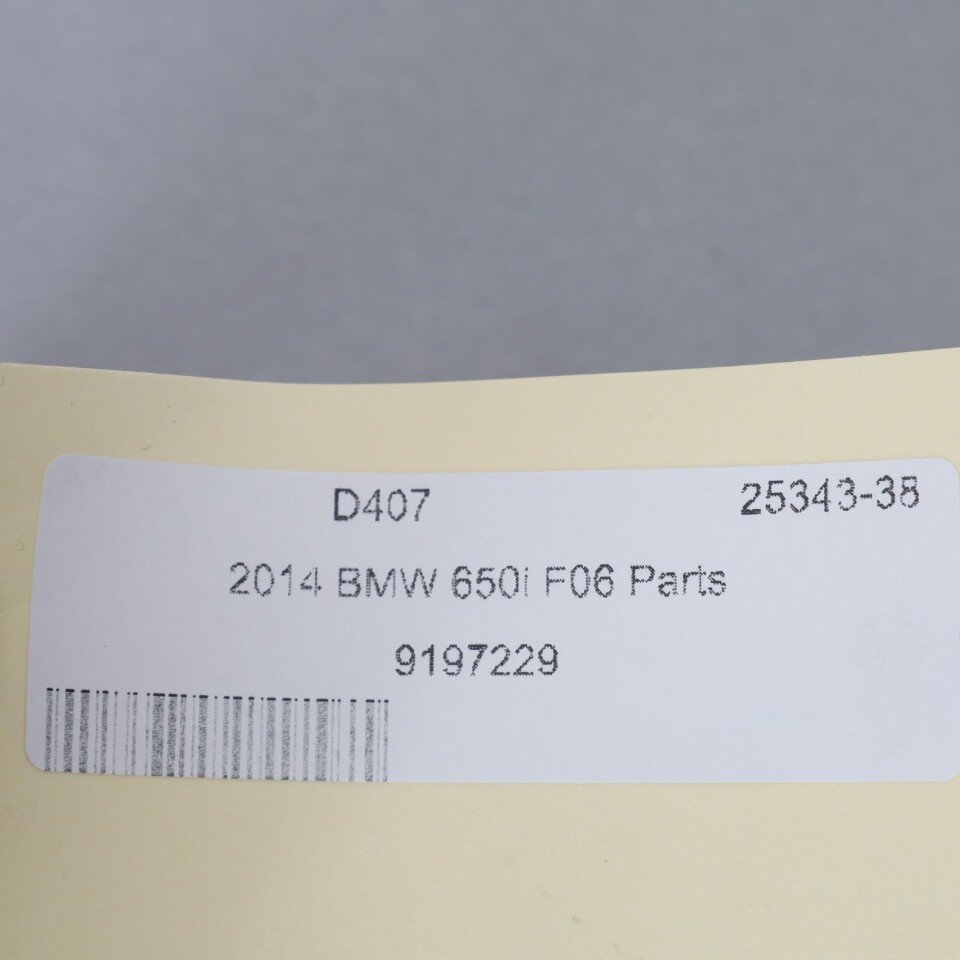 D407 25343-38
2014 BMW 650i F06 Parts
9197229